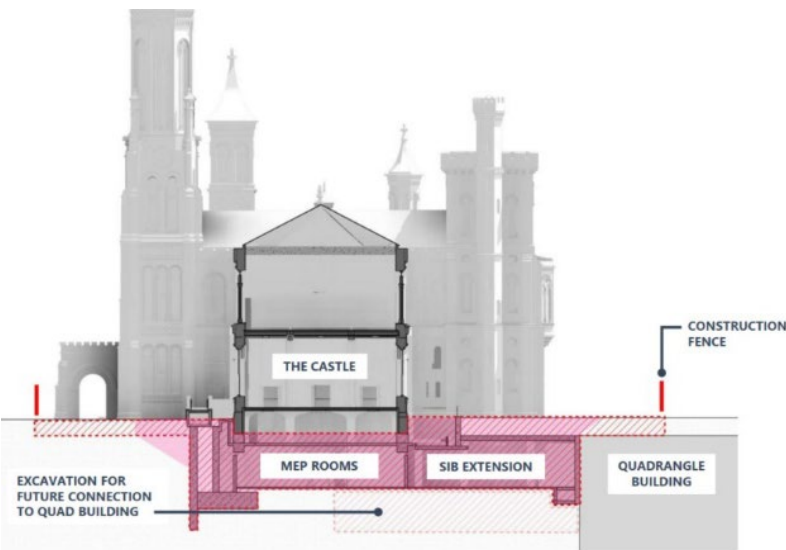 CONSTRUCTION
FENCE
THE CASTLE
MEP ROOMS
SIB EXTENSION
QUADRANGLE
BUILDING
EXCAVATION FOR
FUTURE CONNECTION
TO QUAD BUILDING